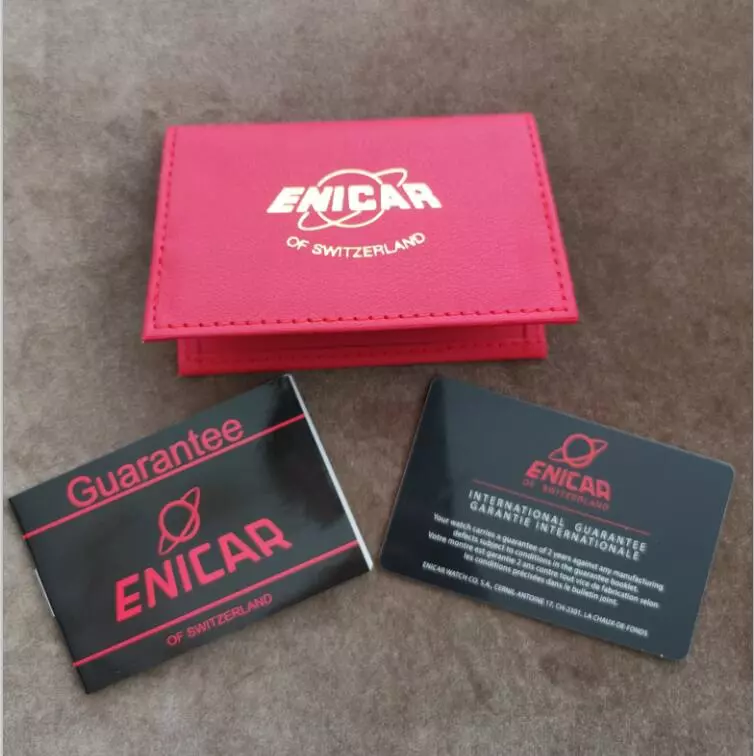 ENICAR
OF SWITZERLAND
Guarantee
ENICAR
OF SWITZERLAND
ENICAR
OF SWITZERLAND
INTERNATIONAL GUARANTEE
GARANTIE INTERNATIONALE
Your watch carries a guarantee of 2 years against any manufacturing
defects subject to conditions in the guarantee booklet.
Votre montre est garantie 2 ans contre tout vice de fabrication selon
les conditions précisées dans le bulletin joint.
ENICAR WATCH CO. S.A., CERNIL-ANTOINE 17, CH-2301, LA CHAUX-DE-FONDS